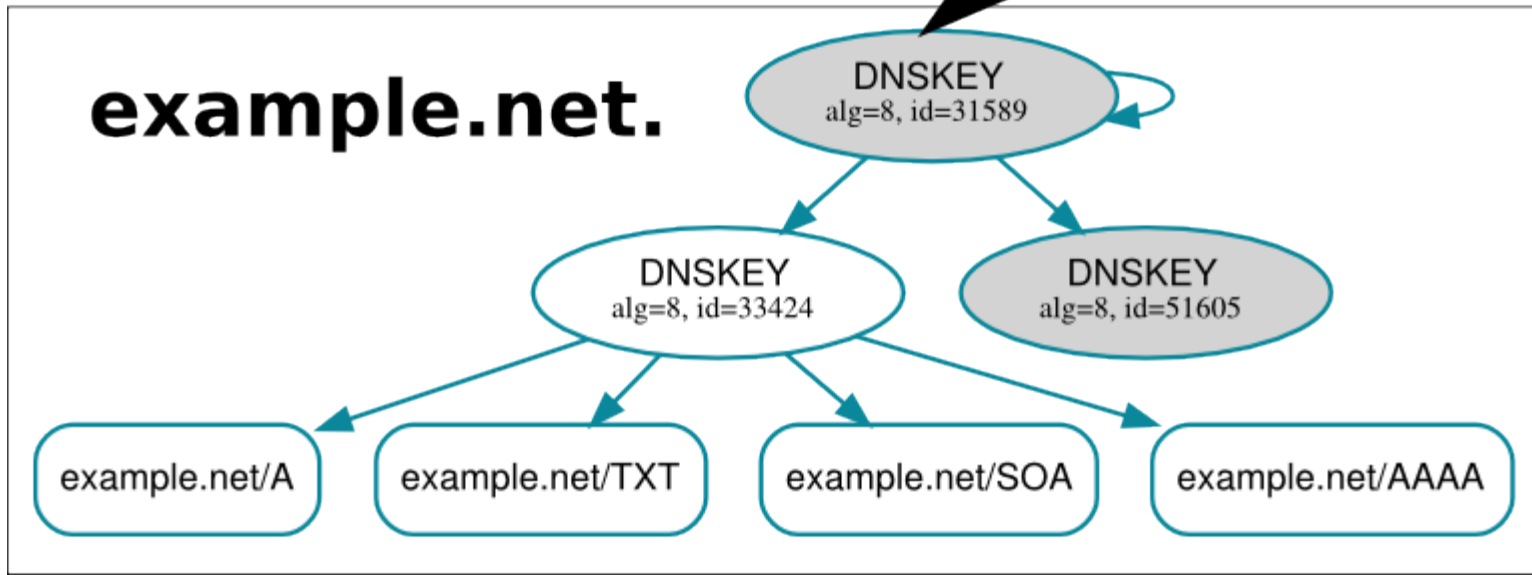 example.net.
DNSKEY
alg=8, id=31589
DNSKEY
alg=8, id=33424
DNSKEY
alg=8, id=51605
example.net/A
example.net/TXT
example.net/SOA
example.net/AAAA